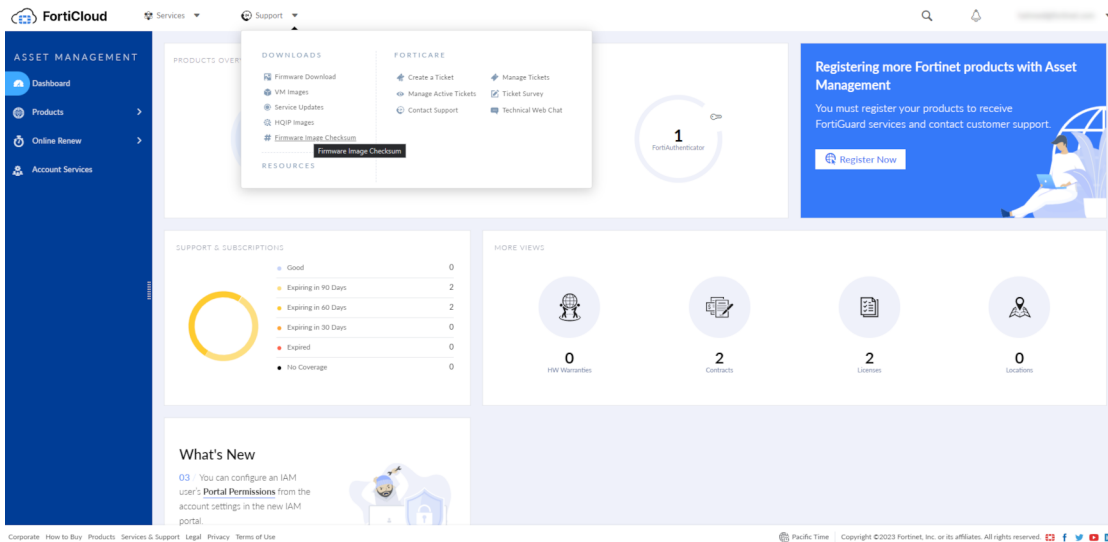 FortiCloud
Services
Support
ASSET MANAGEMENT
Dashboard
Products
Online Renew
Account Services
PRODUCTS OVER
DOWNLOADS
Firmware Download
VM Images
Service Updates
HQIP Images
Firmware Image Checksum
Firmware Image Checksum
RESOURCES
FORTICARE
Create a Ticket
Manage Tickets
Manage Active Tickets
Ticket Survey
Contact Support
Technical Web Chat
1
FortiAuthenticator
Registering more Fortinet products with Asset
Management
You must register your products to receive
FortiGuard services and contact customer support.
Register Now
SUPPORT & SUBSCRIPTIONS
Good 0
Expiring in 90 Days 2
Expiring in 60 Days 2
Expiring in 30 Days 0
Expired 0
No Coverage 0
MORE VIEWS
0
HW Warranties
2
Contracts
2
Licenses
0
Locations
What's New
03 You can configure an IAM
user's Portal Permissions from the
account settings in the new IAM
portal.
Corporate How to Buy Products Services & Support Legal Privacy Terms of Use
Pacific Time Copyright ©2023 Fortinet, Inc. or its affiliates. All rights reserved.